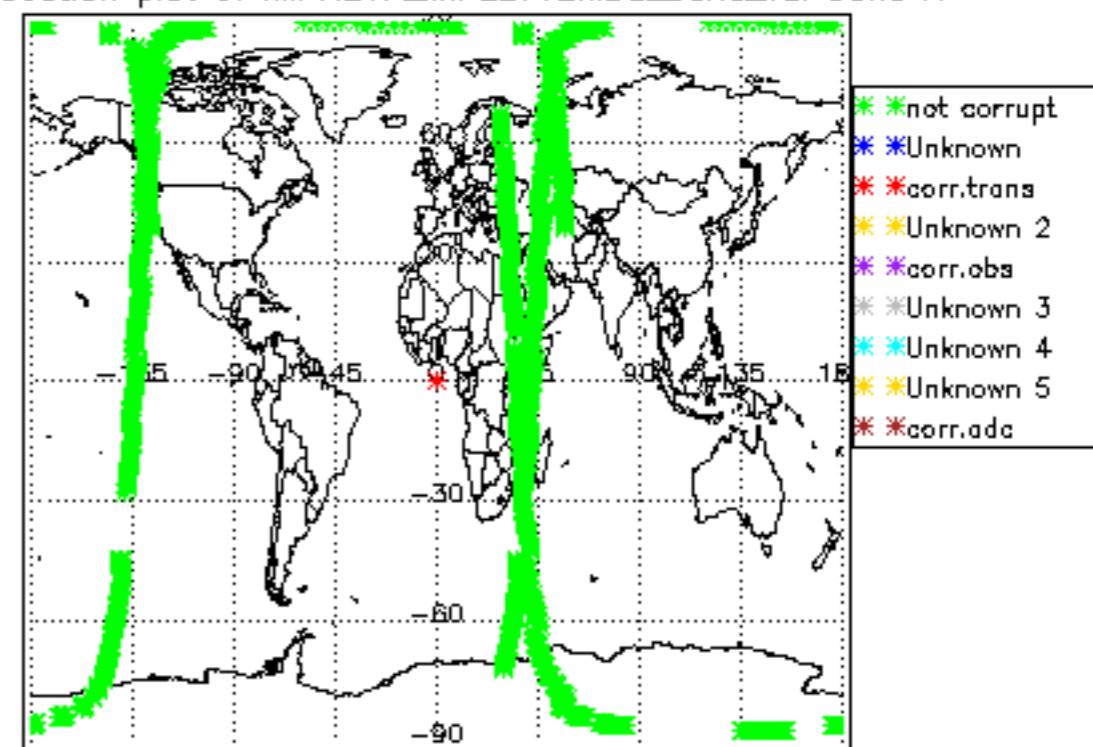 60
-90
-45
90
135
-30
-60
-90
not corrupt
Unknown
corr.trans
Unknown 2
corr.obs
Unknown 3
Unknown 4
Unknown 5
corr.adc